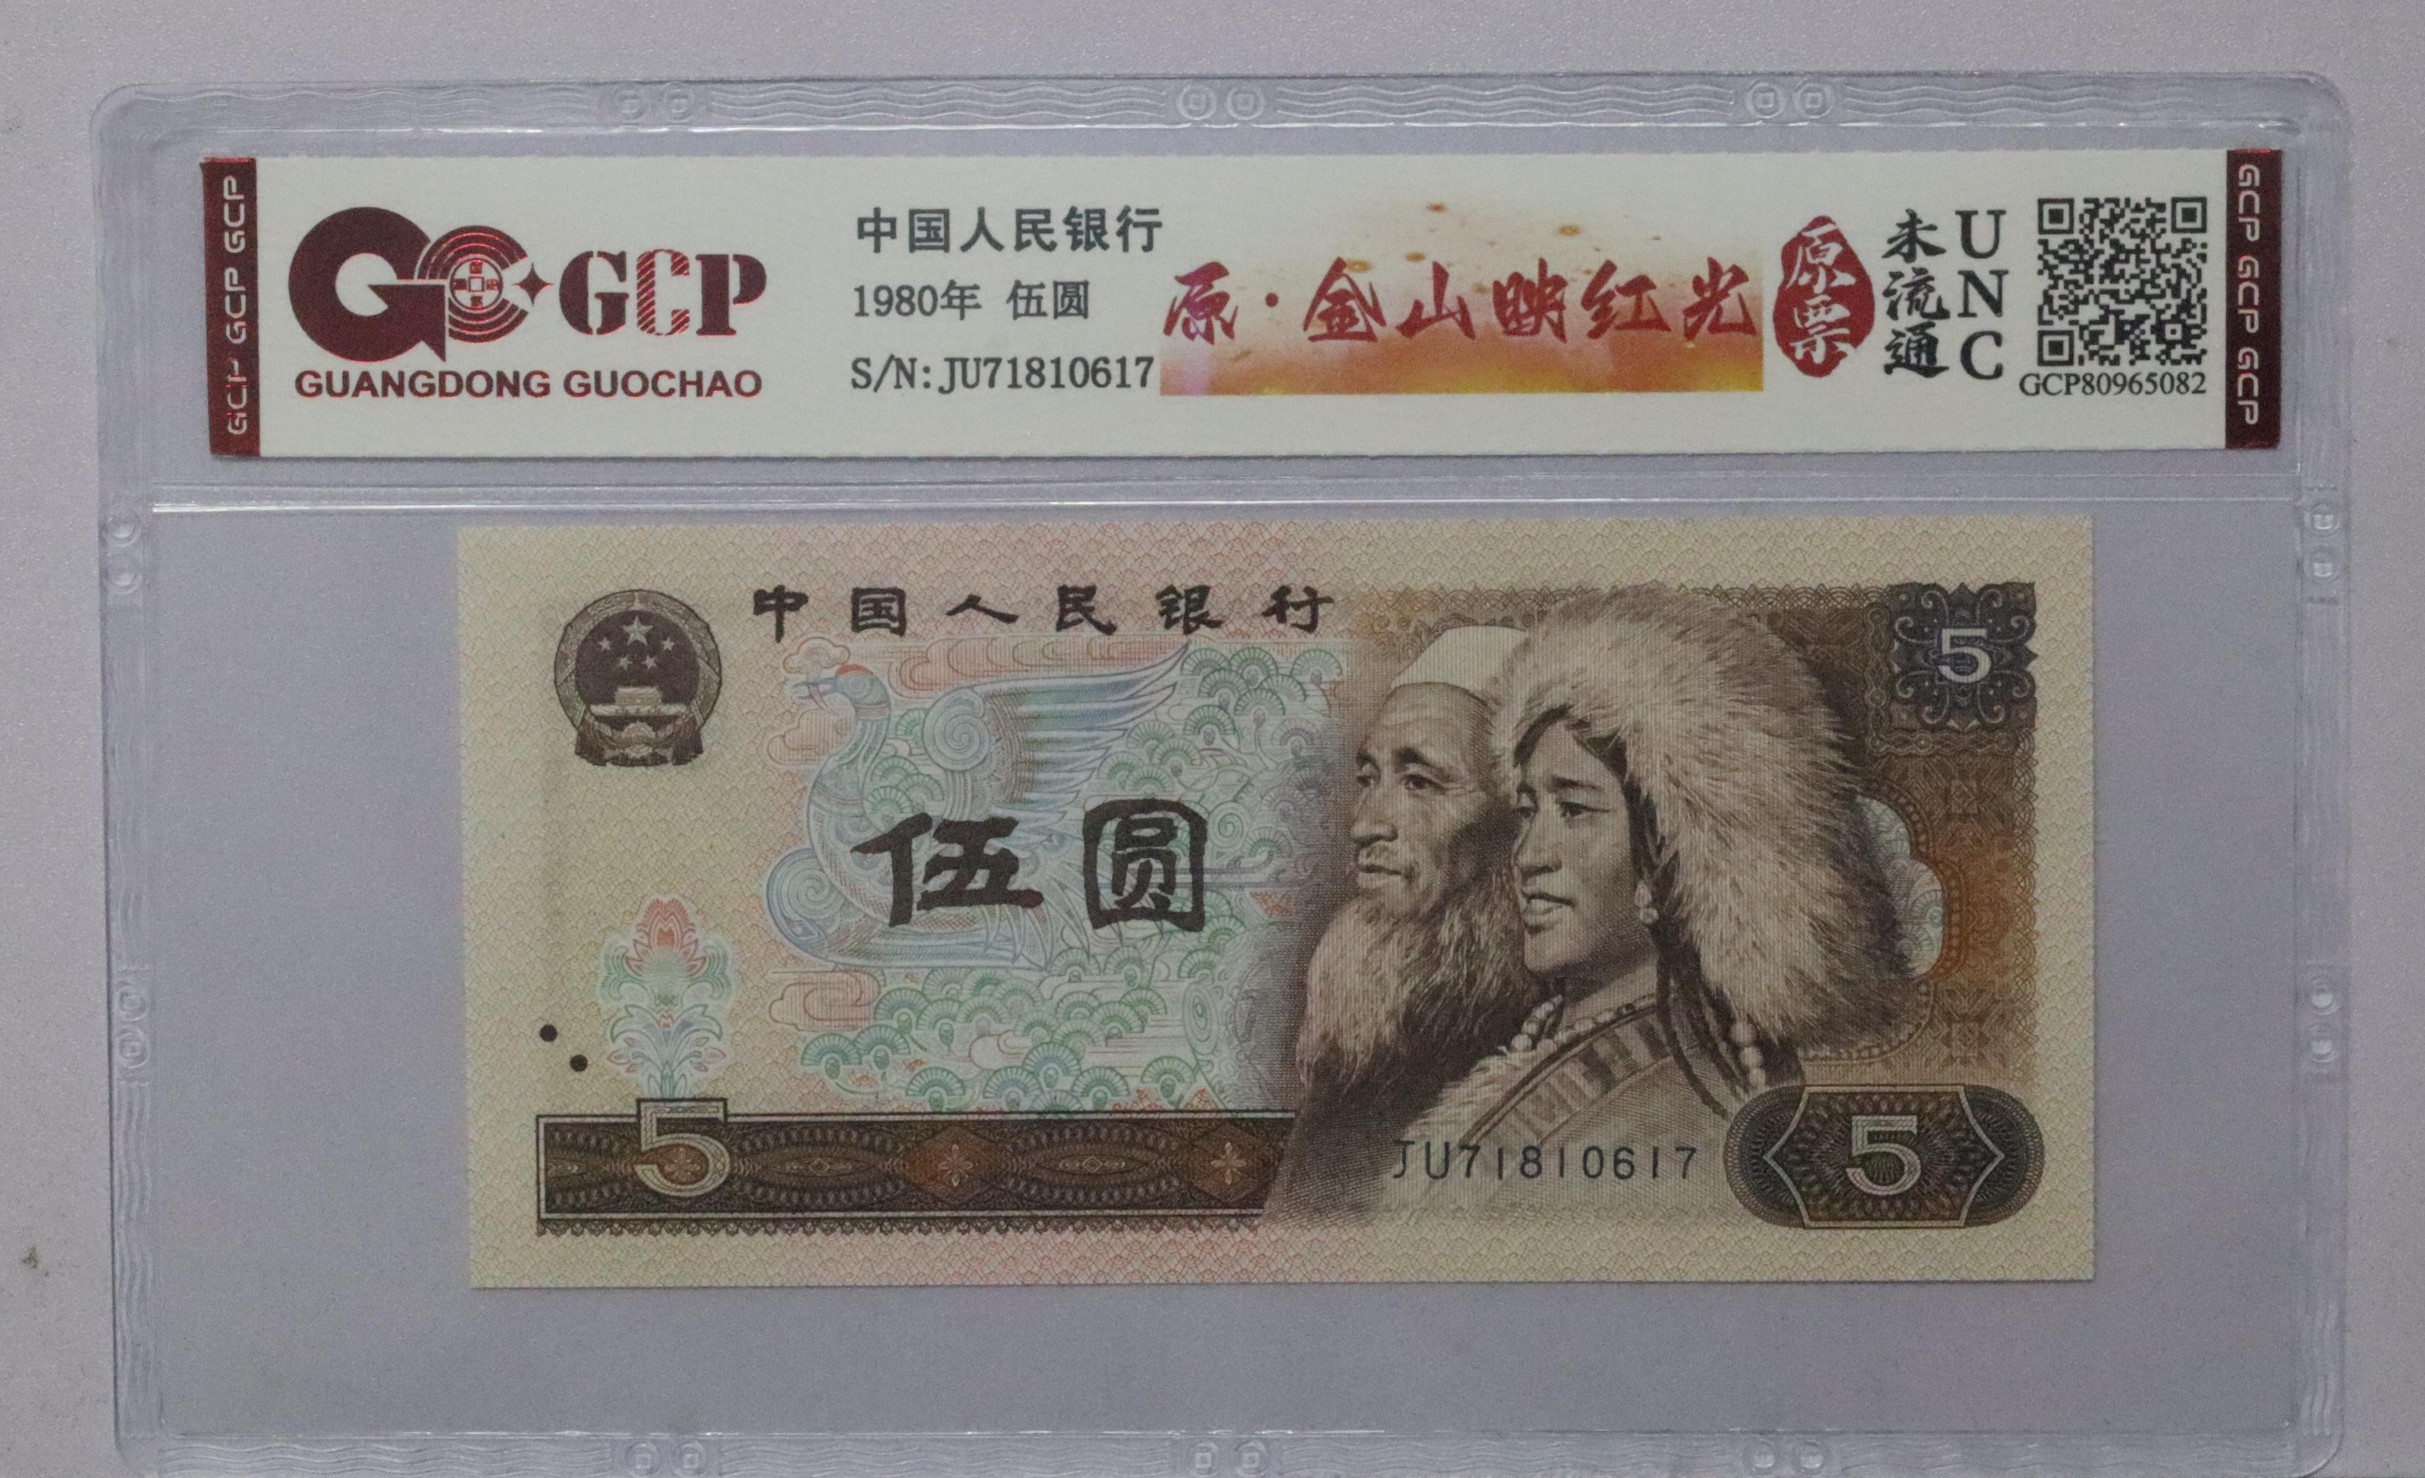 GCP GCP GCP
GCP
GUANGDONG GUOCHAO
中国人民银行
1980年 伍圆
S/N: JU71810617
原·金山映红光
原票
未流通
UNC
GCP80965082
GCP GCP GCP
中国人民银行
5
伍圆
5
JU71810617
5